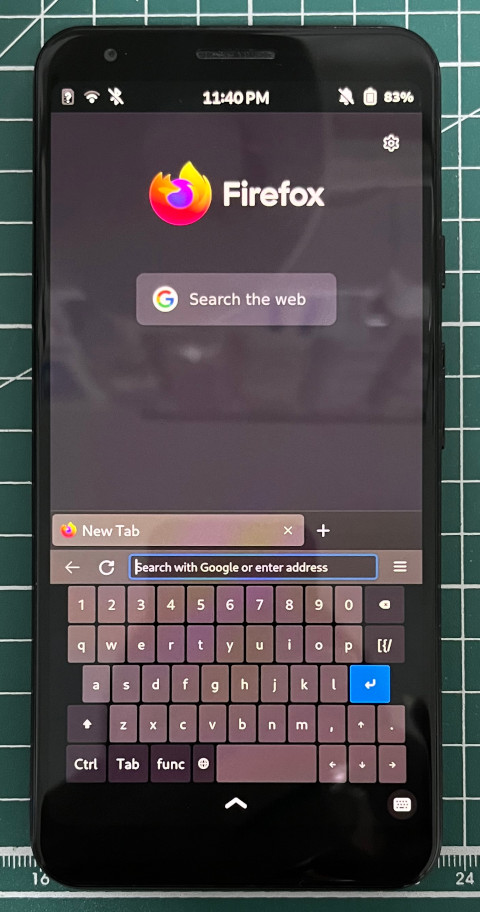 11:40 PM 83%
Firefox
Search the web
New Tab
Search with Google or enter address
1 2 3 4 5 6 7 8 9 0
q w e r t y u i o p [{/
a s d f g h j k l
z x c v b n m , .
Ctrl Tab func
16 24